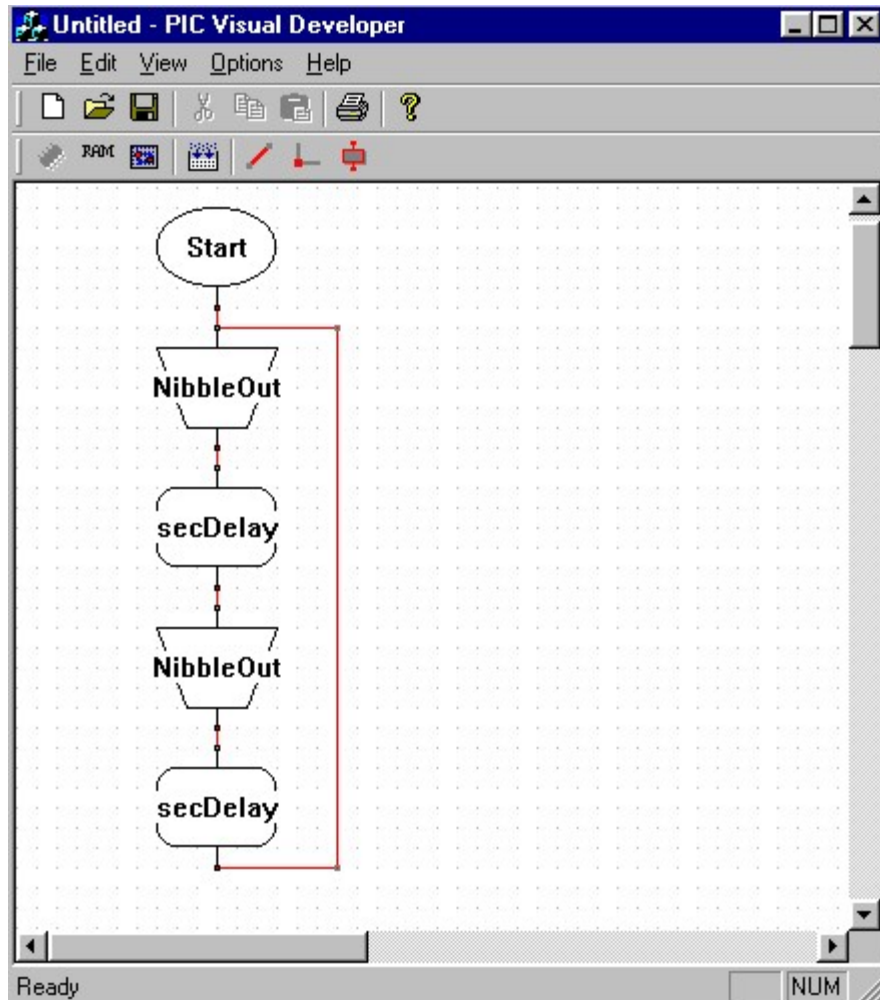 Untitled - PIC Visual Developer
File Edit View Options Help
RAM
Start
NibbleOut
secDelay
NibbleOut
secDelay
Ready
NUM